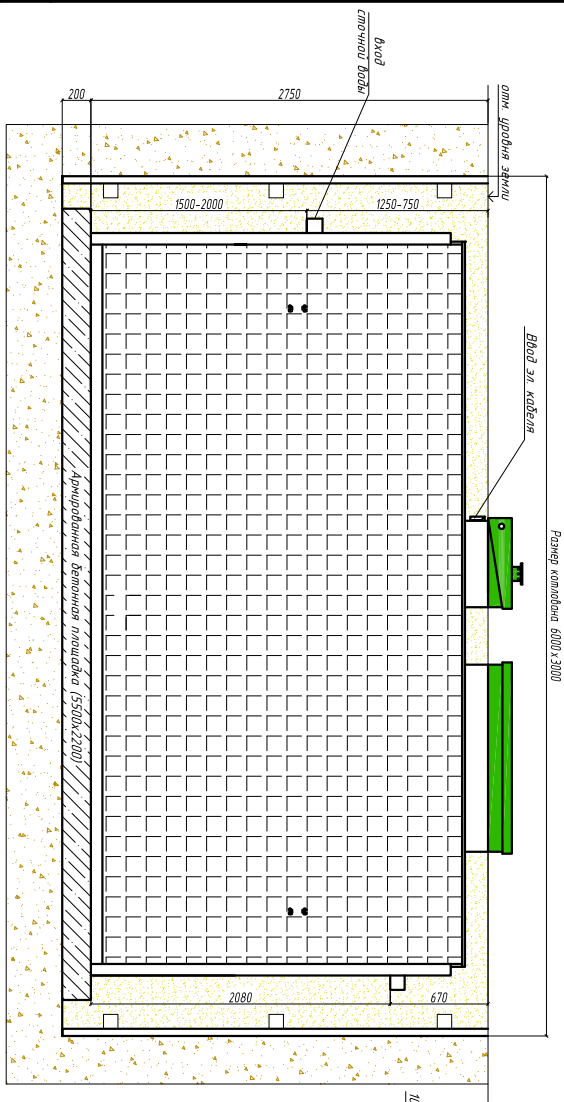 вход
сточной воды
отм. уровня земли
200
2750
1500-2000
1250-750
Ввод эл. кабеля
Размер котлована 6000 x 3000
Армированная бетонная площадка (5500x2200)
2080
670